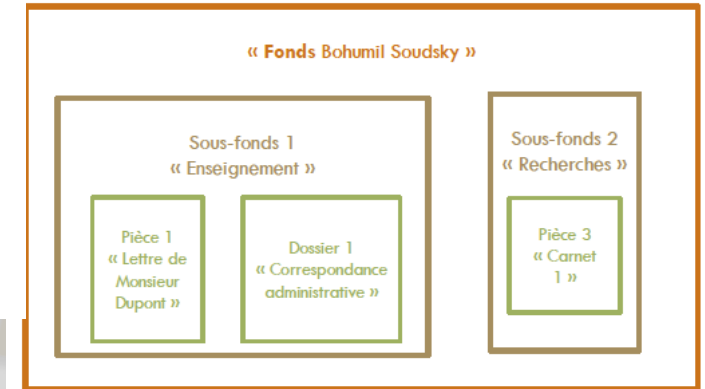 « Fonds Bohumil Soudsky »
Sous-fonds 1
« Enseignement »
Pièce 1
« Lettre de
Monsieur
Dupont »
Dossier 1
« Correspondance
administrative »
Sous-fonds 2
« Recherches »
Pièce 3
« Carnet
1 »